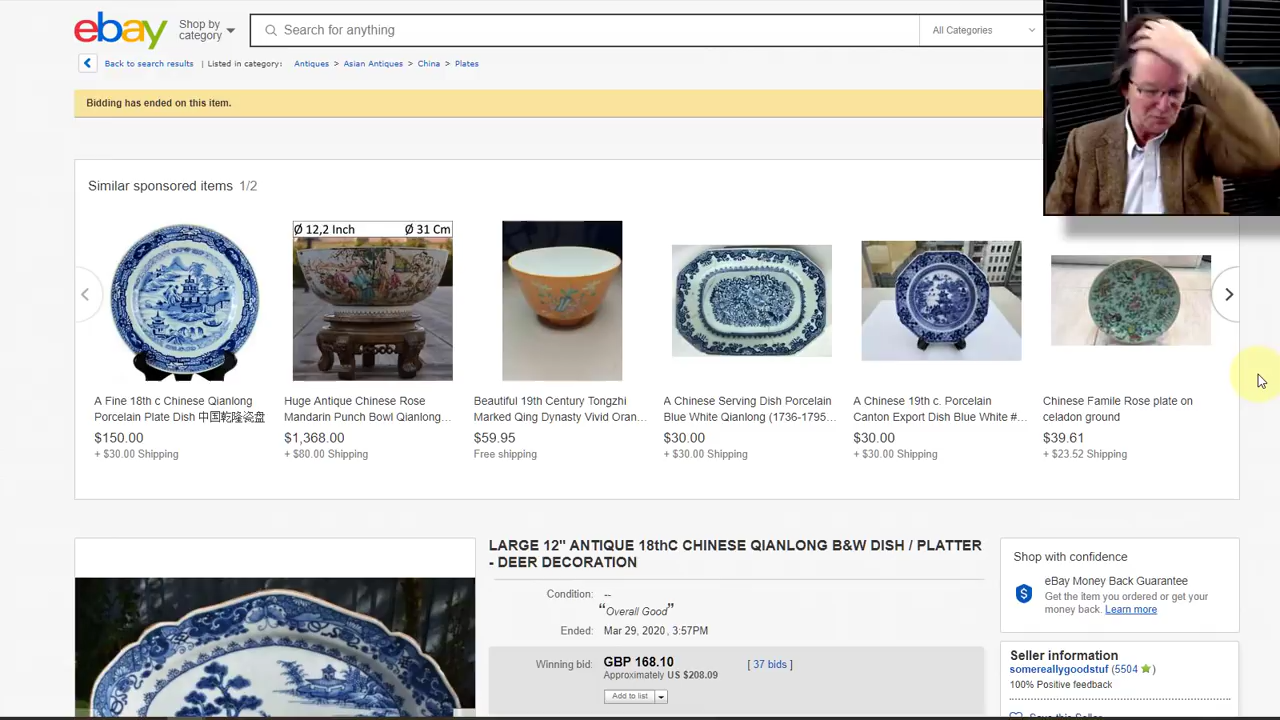 ebay
Shop by
category
Search for anything
All Categories
Back to search results | Listed in category: Antiques > Asian Antiques > China > Plates
Bidding has ended on this item.
Similar sponsored items 1/2
Ø 12,2 Inch Ø 31 Cm
A Fine 18th c Chinese Qianlong
Porcelain Plate Dish 中国乾隆瓷盘
$150.00
+ $30.00 Shipping
Huge Antique Chinese Rose
Mandarin Punch Bowl Qianlong...
$1,368.00
+ $80.00 Shipping
Beautiful 19th Century Tongzhi
Marked Qing Dynasty Vivid Oran...
$59.95
Free shipping
A Chinese Serving Dish Porcelain
Blue White Qianlong (1736-1795...
$30.00
+ $30.00 Shipping
A Chinese 19th c. Porcelain
Canton Export Dish Blue White #...
$30.00
+ $30.00 Shipping
Chinese Famile Rose plate on
celadon ground
$39.61
+ $23.52 Shipping
LARGE 12" ANTIQUE 18thC CHINESE QIANLONG B&W DISH / PLATTER
- DEER DECORATION
Condition: --
“Overall Good”
Ended: Mar 29, 2020 , 3:57PM
Winning bid: GBP 168.10 [ 37 bids ]
Approximately US $208.09
Add to list
Shop with confidence
eBay Money Back Guarantee
Get the item you ordered or get your
money back. Learn more
Seller information
somereallygoodstuf (5504 )
100% Positive feedback
Save this Seller